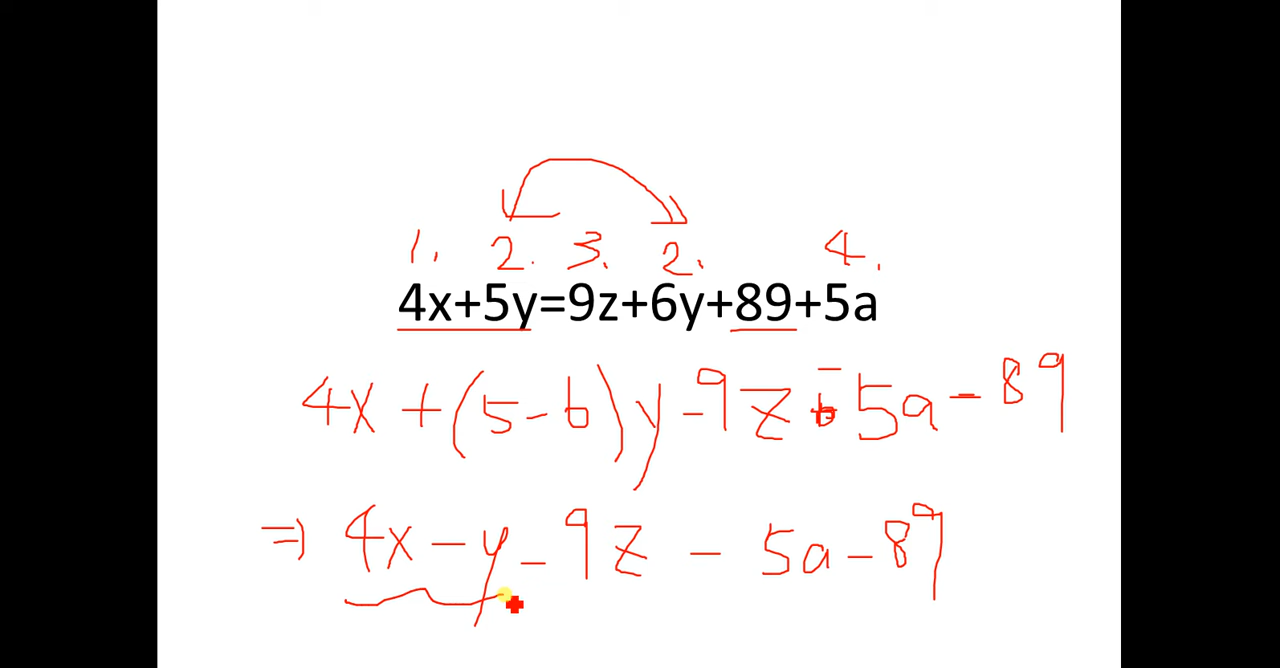 1. 2. 3. 2. 4.
4x+5y=9z+6y+89+5a
4x + (5 - 6) y - 9z - 5a - 89
⇒ 4x - y - 9z - 5a - 89